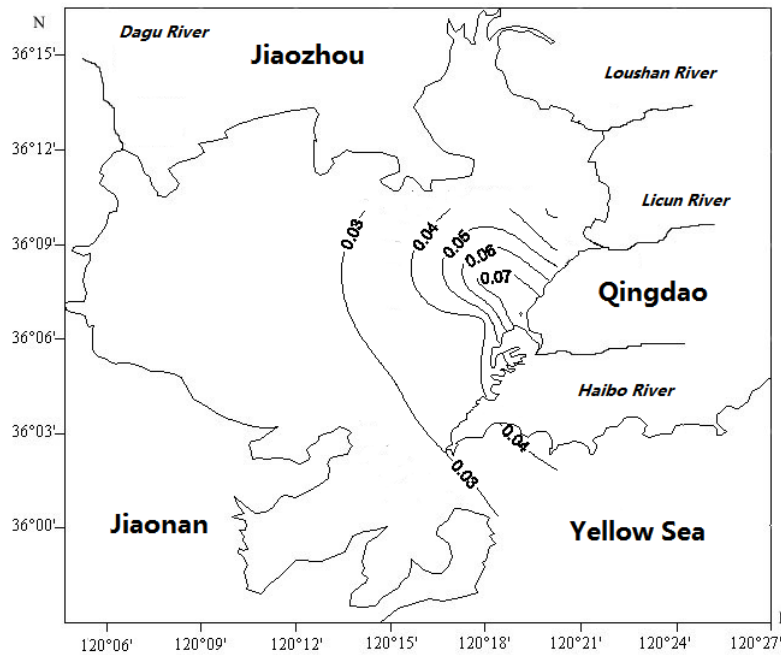 N
Dagu River
36°15'
Jiaozhou
Loushan River
36°12'
Licun River
0.03
0.04
0.05
36°09'
0.06
0.07
Qingdao
36°06'
Haibo River
36°03'
0.04
0.03
36°00'
Jiaonan
Yellow Sea
120°06'
120°09'
120°12'
120°15'
120°18'
120°21'
120°24'
120°27'